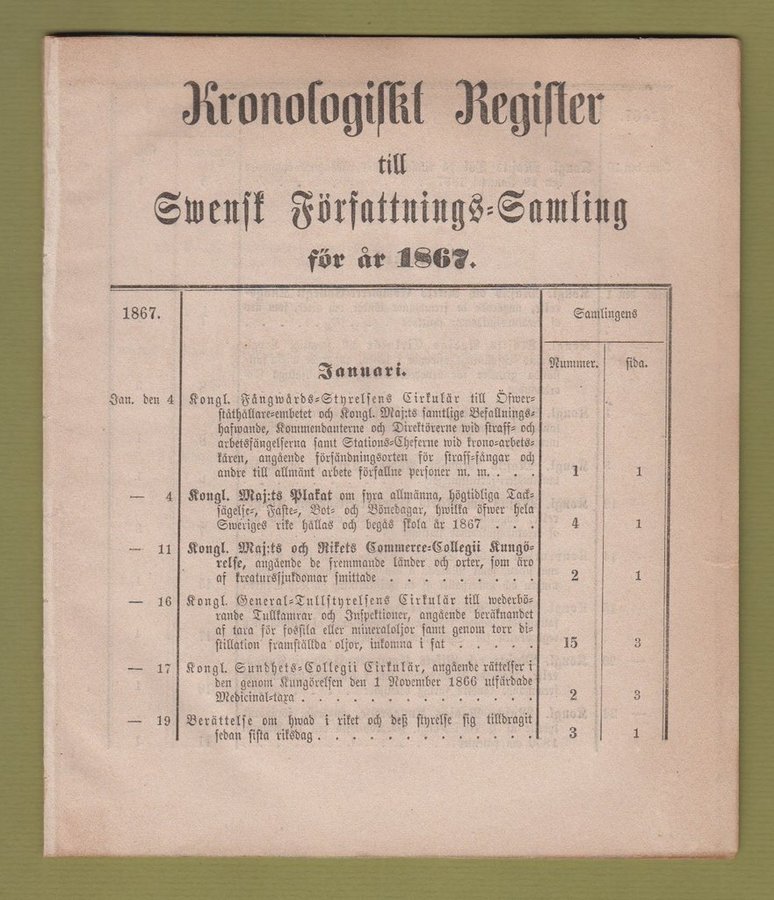 Kronologiskt Register
till
Swensk Författnings-Samling
för år 1867.
1867.
Samlingens
Nummer. sida.
Januari.
Jan. den 4 Kongl. Fångwårds-Styrelsens Cirkulär till Öfwer-
ståthållare-embetet och Kongl. Maj:ts samtlige Befallnings-
hafwande, Kommendanterne och Direktörerne wid straff- och
arbetsfängelserna samt Stations-Cheferne wid krono-arbets-
kåren, angående försändningsorten för straff-fångar och
andre till allmänt arbete förfallne personer m. m. . . . 1 1
— 4 Kongl. Maj:ts Plakat om fyra allmänna, högtidliga Tack-
sägelse-, Faste-, Bot- och Bönedagar, hwilka öfwer hela
Sweriges rike hållas och begås skola år 1867 . . . 4 1
— 11 Kongl. Maj:ts och Rikets Commerce-Collegii Kungö-
relse, angående de fremmande länder och orter, som äro
af kreaturssjukdomar smittade . . . . . . . . . 2 1
— 16 Kongl. General-Tullstyrelsens Cirkulär till wederbö-
rande Tullkamrar och Inspektioner, angående beräknandet
af tara för fossila eller mineraloljor samt genom torr di-
stillation framställda oljor, inkomna i fat . . . . . 15 3
— 17 Kongl. Sundhets-Collegii Cirkulär, angående rättelser i
den genom Kungörelsen den 1 November 1866 utfärdade
Medicinal-taxa . . . . . . . . . . . . . . 2 3
— 19 Berättelse om hwad i riket och deß styrelse sig tilldragit
sedan sista riksdag . . . . . . . . . . . . . 3 1